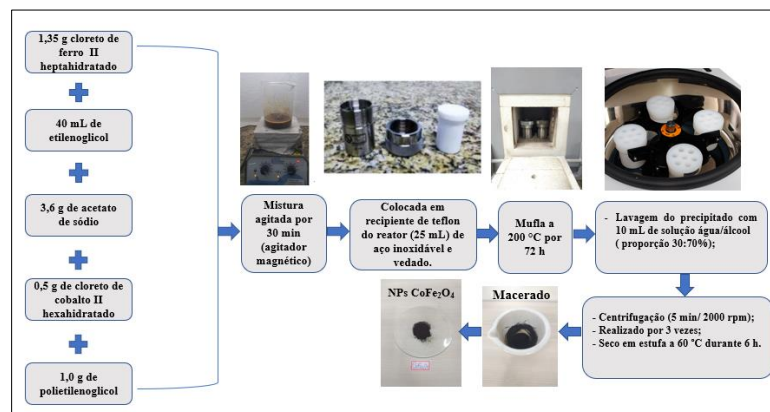 1,35 g cloreto de
ferro II
heptahidratado
40 mL de
etilenoglicol
3,6 g de acetato
de sódio
0,5 g de cloreto de
cobalto II
hexahidratado
1,0 g de
polietilenoglicol
Mistura
agitada por
30 min
(agitador
magnético)
Colocada em
recipiente de teflon
do reator (25 mL) de
aço inoxidável e
vedado.
Mufla a
200 °C por
72 h
- Lavagem do precipitado com
10 mL de solução água/álcool
( proporção 30:70%);
- Centrifugação (5 min/ 2000 rpm);
- Realizado por 3 vezes;
- Seco em estufa a 60 °C durante 6 h.
Macerado
NPs CoFe₂O₄